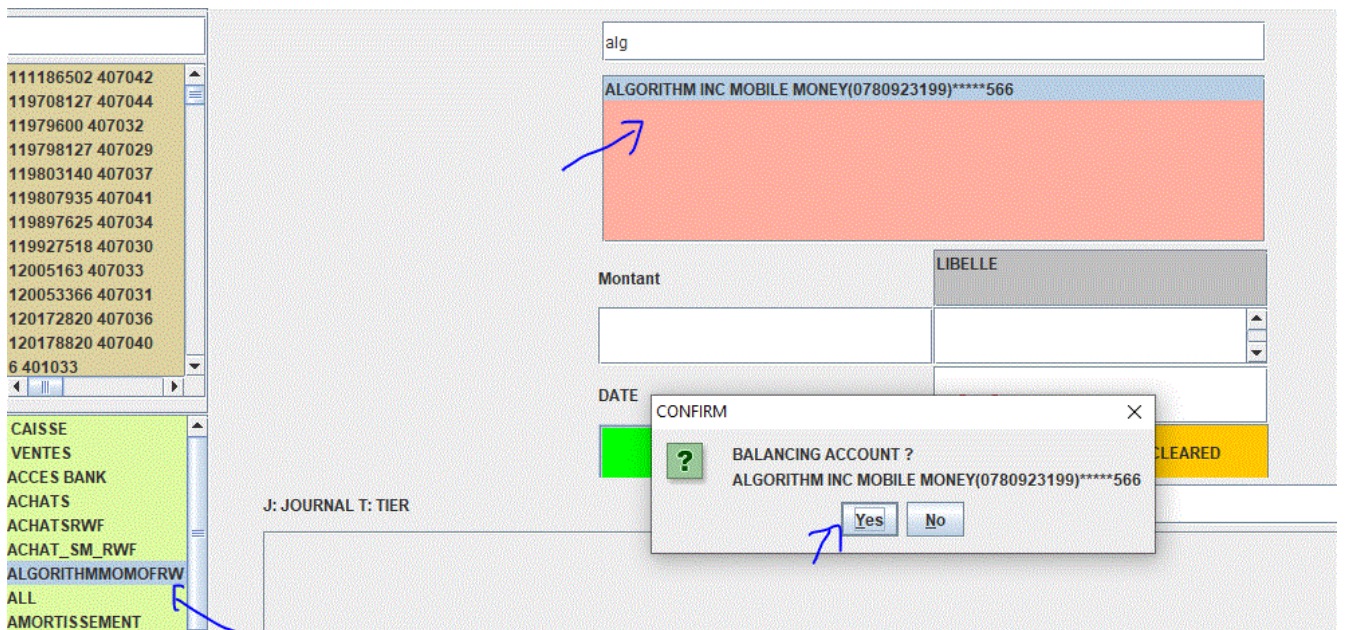 alg
111186502 407042
119708127 407044
11979600 407032
119798127 407029
119803140 407037
119807935 407041
119897625 407034
119927518 407030
12005163 407033
120053366 407031
120172820 407036
120178820 407040
6 401033
ALGORITHM INC MOBILE MONEY(0780923199)*****566
Montant
LIBELLE
DATE
CONFIRM
BALANCING ACCOUNT ?
ALGORITHM INC MOBILE MONEY(0780923199)*****566
Yes
No
CLEARED
CAISSE
VENTES
ACCES BANK
ACHATS
ACHATSRWF
ACHAT_SM_RWF
ALGORITHMMOMOFRW
ALL
AMORTISSEMENT
J: JOURNAL T: TIER